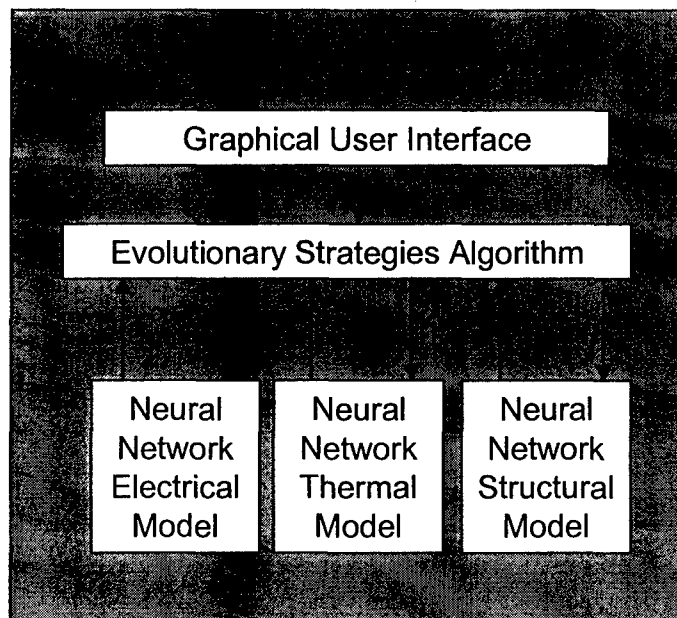 Graphical User Interface
Evolutionary Strategies Algorithm
Neural
Network
Electrical
Model
Neural
Network
Thermal
Model
Neural
Network
Structural
Model